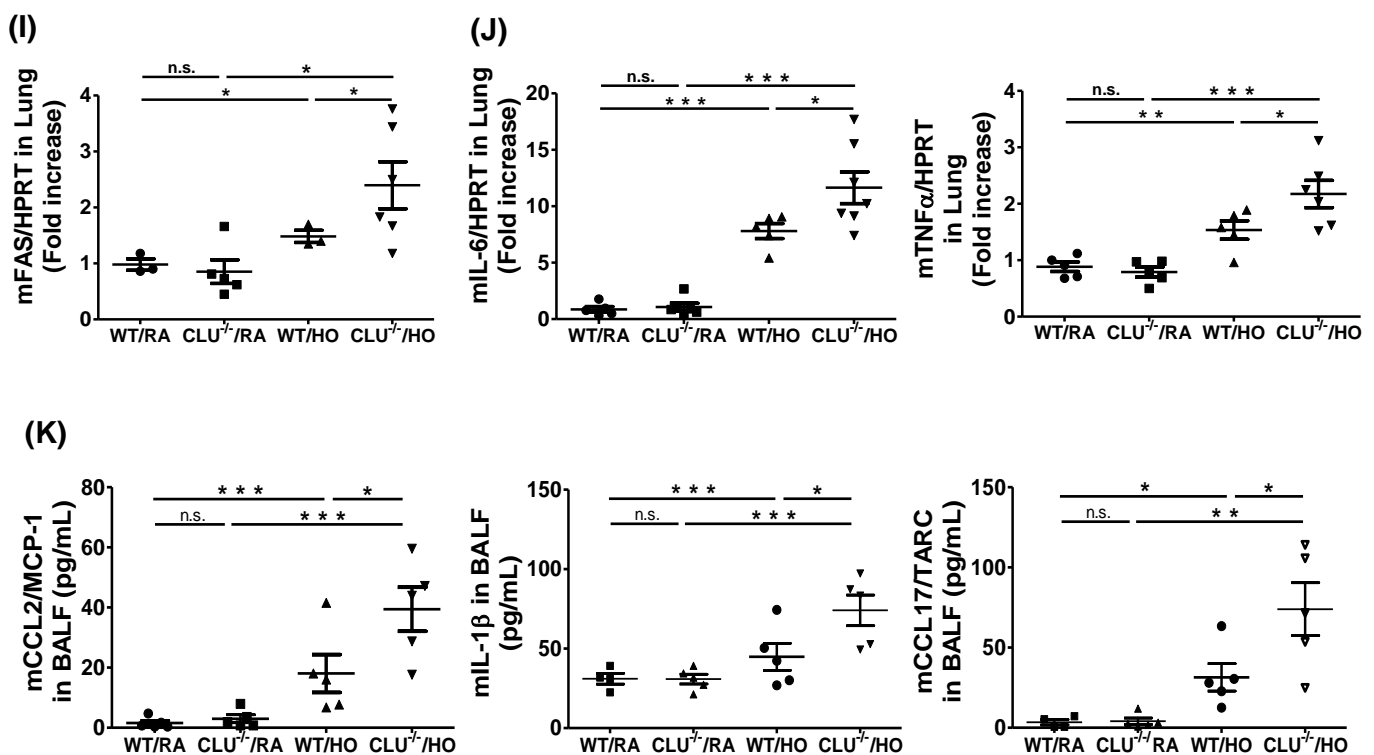 (I)
mFAS/HPRT in Lung
(Fold increase)
n.s.
*
*
*
4
3
2
1
0
WT/RA
CLU-/-/RA
WT/HO
CLU-/-/HO
(J)
mIL-6/HPRT in Lung
(Fold increase)
n.s.
* * *
* * *
*
20
15
10
5
0
WT/RA
CLU-/-/RA
WT/HO
CLU-/-/HO
mTNFα/HPRT
in Lung
(Fold increase)
n.s.
* * *
* *
*
4
3
2
1
0
WT/RA
CLU-/-/RA
WT/HO
CLU-/-/HO
(K)
mCCL2/MCP-1
in BALF (pg/mL)
* * *
*
n.s.
* * *
80
60
40
20
0
WT/RA
CLU-/-/RA
WT/HO
CLU-/-/HO
mIL-1β in BALF
(pg/mL)
* * *
*
n.s.
* * *
150
100
50
0
WT/RA
CLU-/-/RA
WT/HO
CLU-/-/HO
mCCL17/TARC
in BALF (pg/mL)
*
*
n.s.
* *
150
100
50
0
WT/RA
CLU-/-/RA
WT/HO
CLU-/-/HO